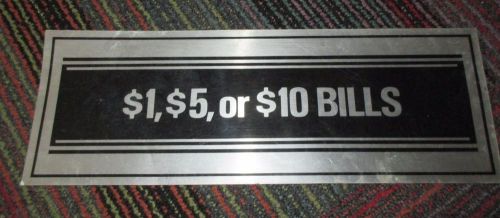 $1, $5, or $10 BILLS